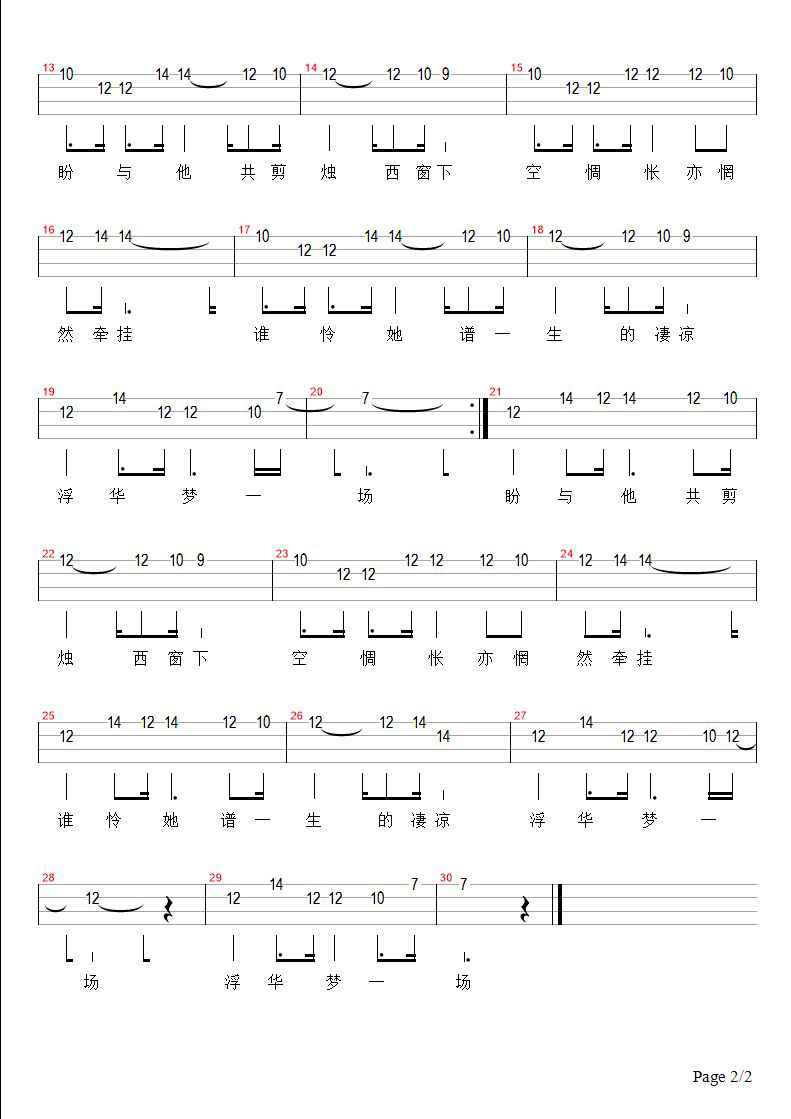 13 10 12 12 14 14 12 10 14 12 12 10 9 15 10 12 12 12 12 12 10
盼 与 他 共 剪 烛 西 窗 下 空 惆 怅 亦 惘
16 12 14 14 17 10 12 12 14 14 12 10 18 12 12 10 9
然 牵 挂 谁 怜 她 谱 一 生 的 凄 凉
19 12 14 12 12 10 7 20 7 21 12 14 12 14 12 10
浮 华 梦 一 场 盼 与 他 共 剪
22 12 12 10 9 23 10 12 12 12 12 12 10 24 12 14 14
烛 西 窗 下 空 惆 怅 亦 惘 然 牵 挂
25 12 14 12 14 12 10 26 12 12 14 14 27 12 14 12 12 10 12
谁 怜 她 谱 一 生 的 凄 凉 浮 华 梦 一
28 12 29 12 14 12 12 10 7 30 7
场 浮 华 梦 一 场
Page 2/2